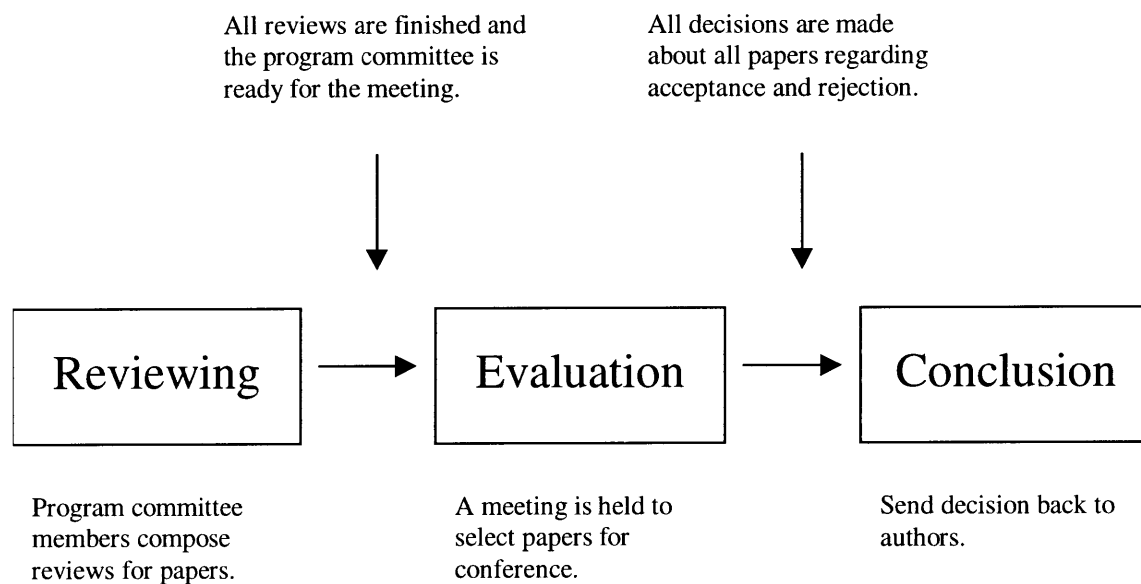 All reviews are finished and
the program committee is
ready for the meeting.
All decisions are made
about all papers regarding
acceptance and rejection.
Reviewing
Evaluation
Conclusion
Program committee
members compose
reviews for papers.
A meeting is held to
select papers for
conference.
Send decision back to
authors.